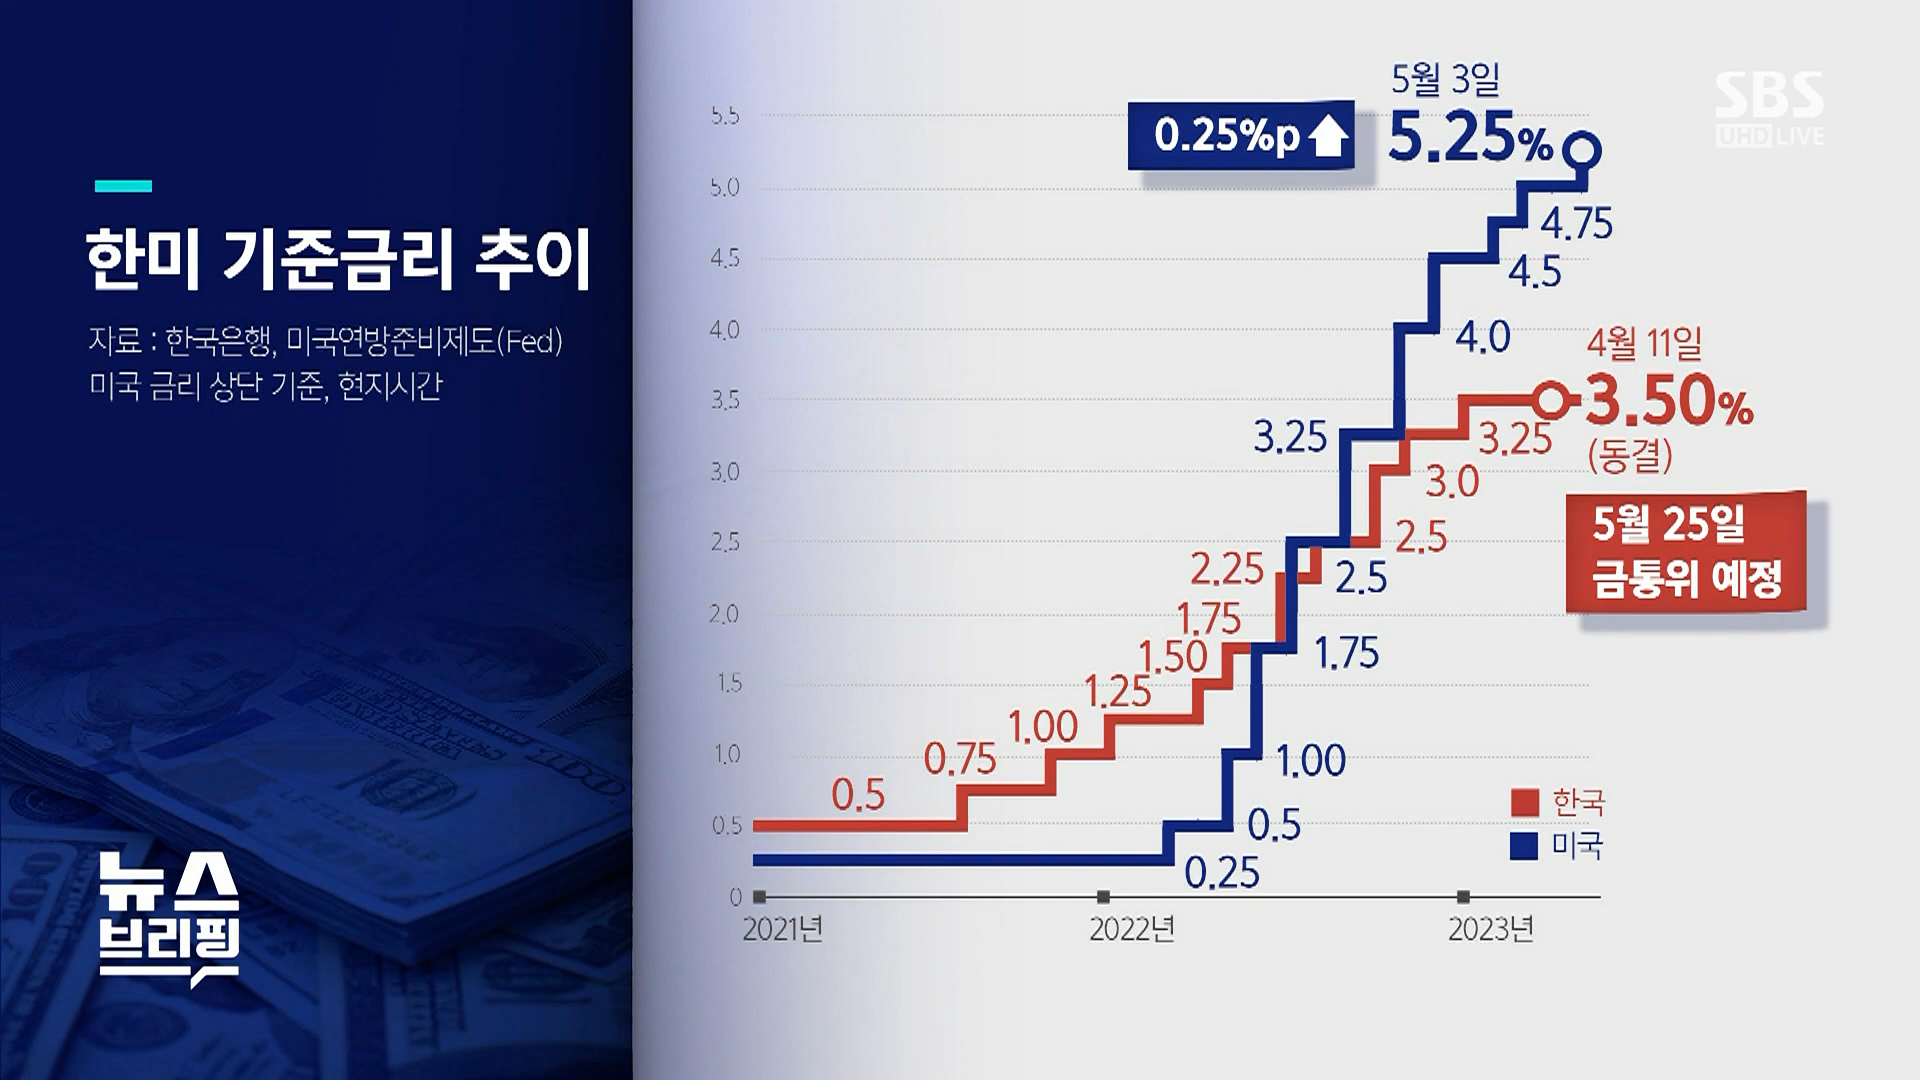 한미 기준금리 추이
자료 : 한국은행, 미국연방준비제도(Fed)
미국 금리 상단 기준, 현지시간
뉴스
브리핑
SBS
UHD LIVE
5월 3일
0.25%p
5.25%
5.5
5.0
4.5
4.0
3.5
3.0
2.5
2.0
1.5
1.0
0.5
0
4.75
4.5
4.0
3.25
2.5
1.75
1.00
0.5
0.25
4월 11일
3.50%
(동결)
3.25
3.0
2.5
2.25
1.75
1.50
1.25
1.00
0.75
0.5
5월 25일
금통위 예정
한국
미국
2021년
2022년
2023년